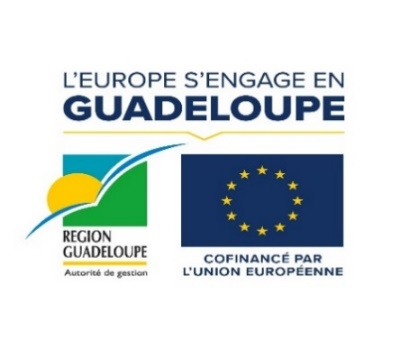 L'EUROPE S'ENGAGE EN
GUADELOUPE
REGION
GUADELOUPE
Autorité de gestion
COFINANCÉ PAR
L'UNION EUROPÉENNE